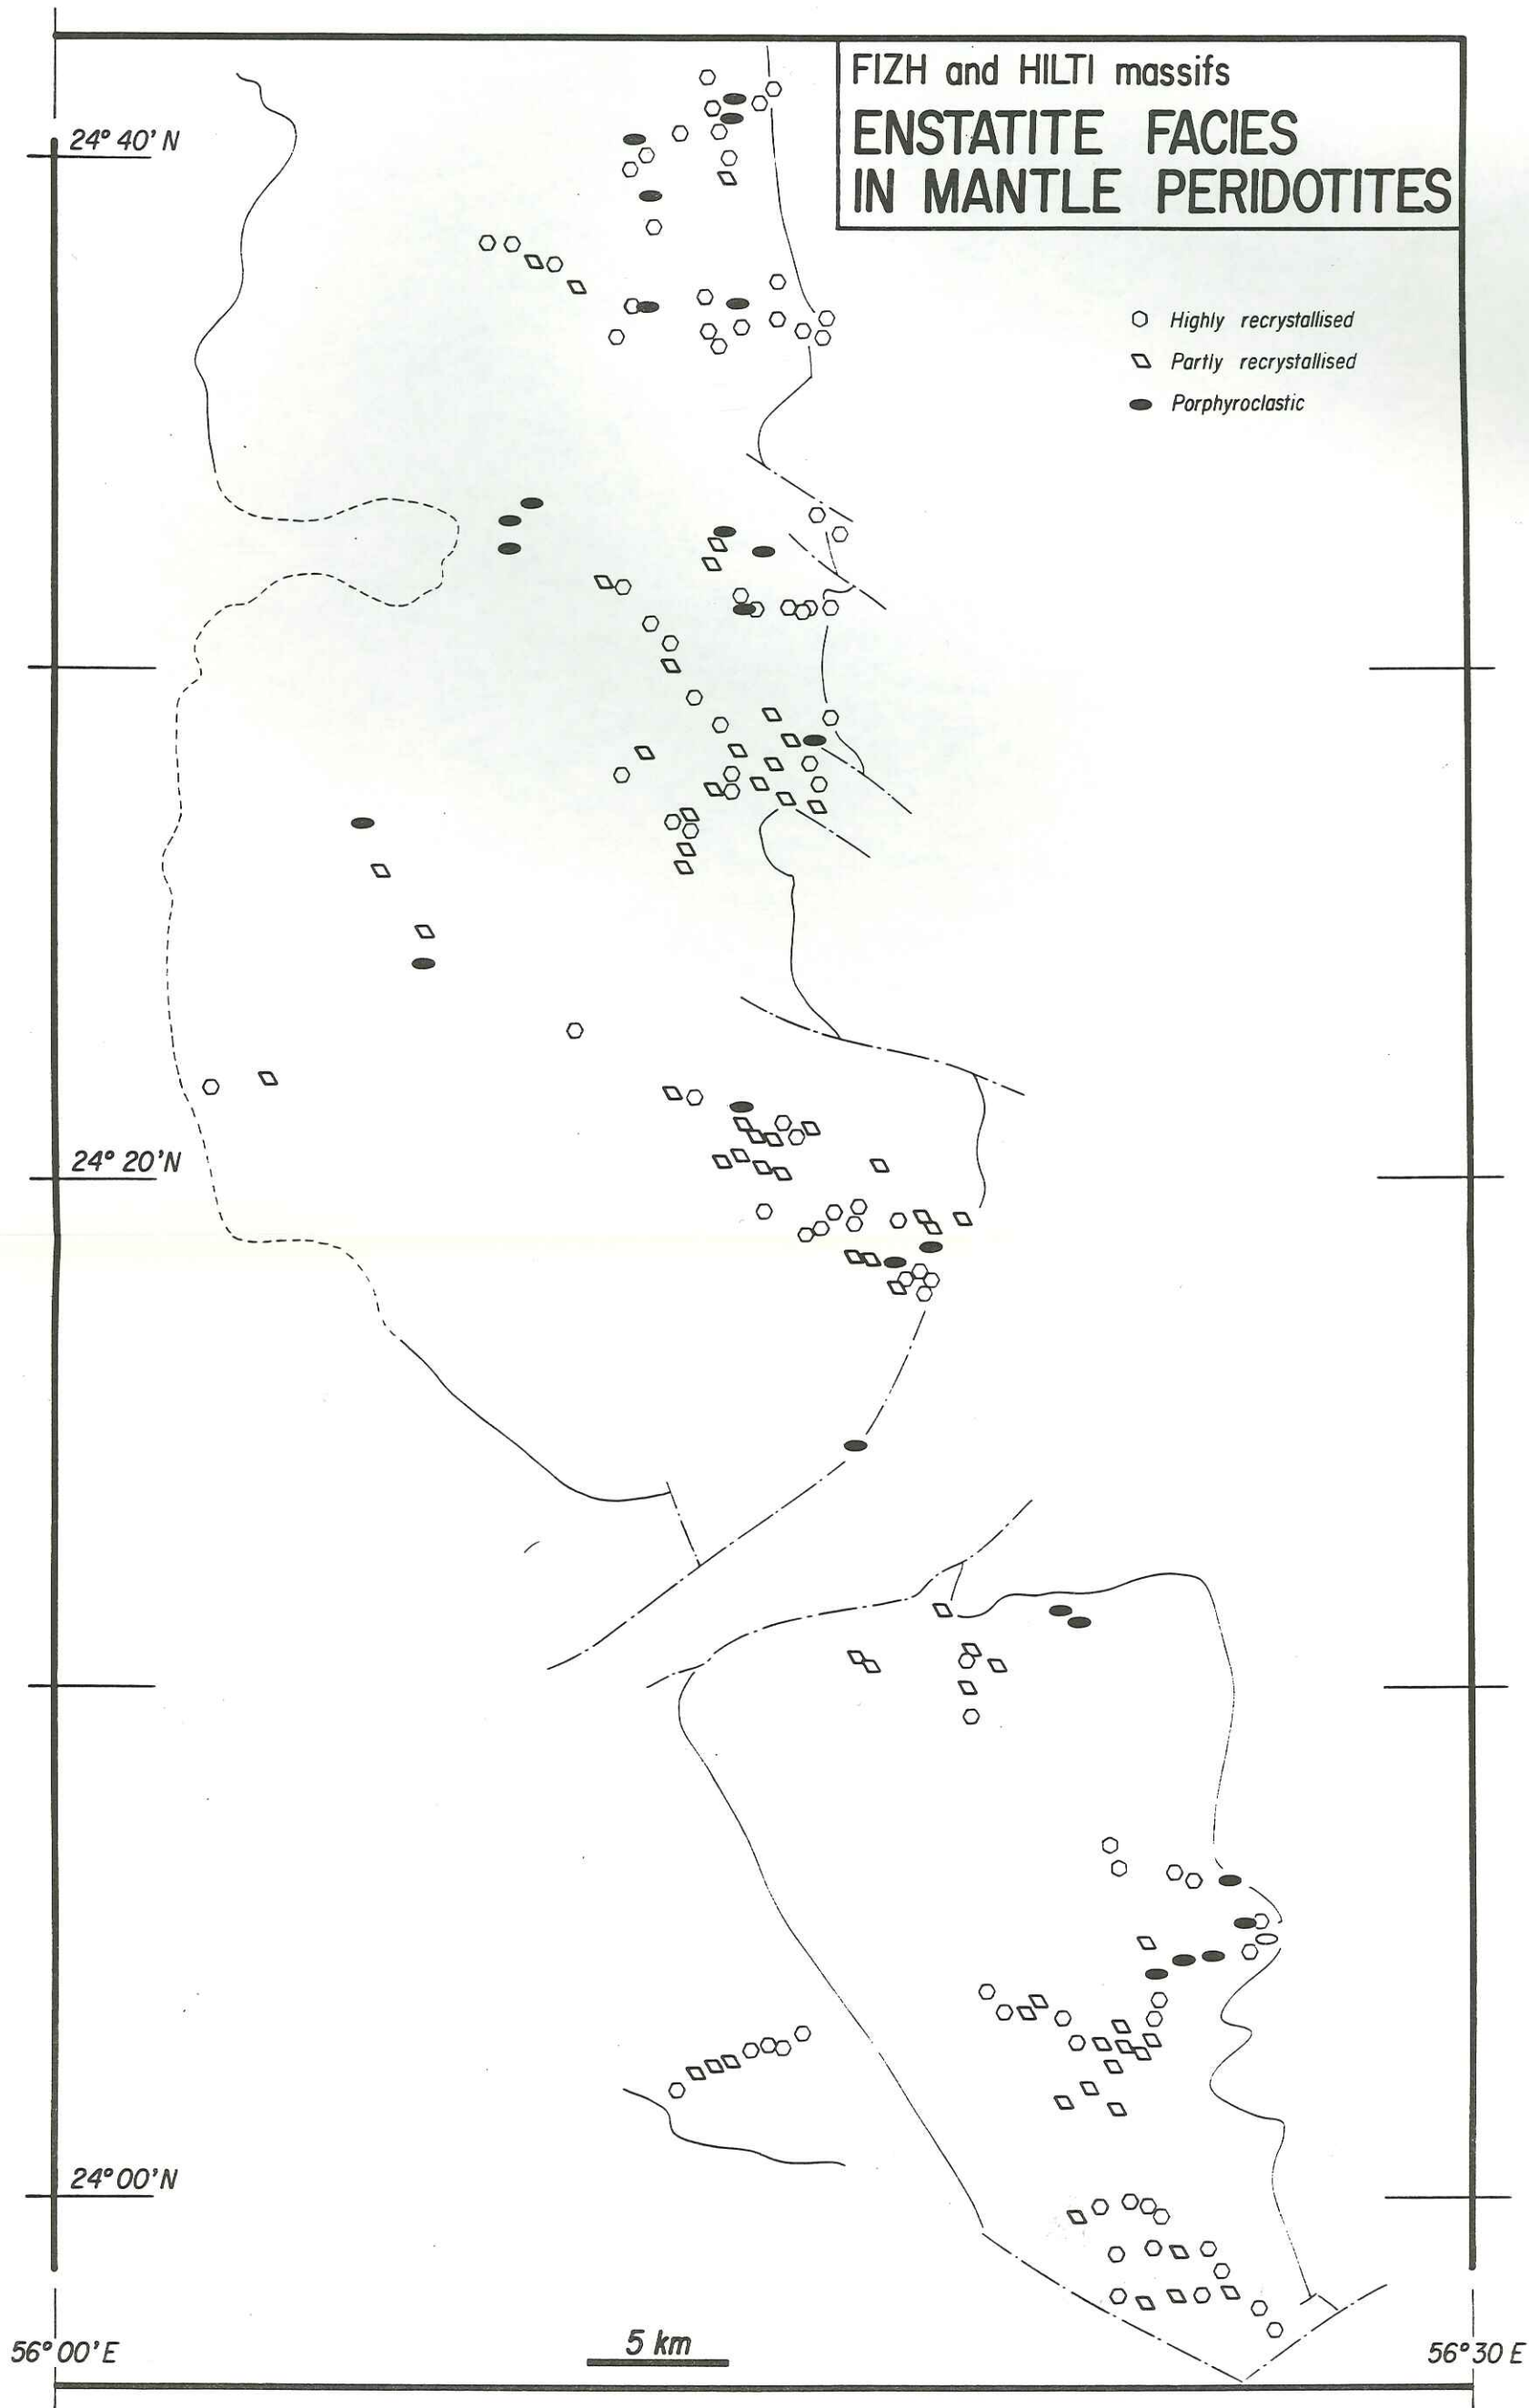 FIZH and HILTI massifs
ENSTATITE FACIES
IN MANTLE PERIDOTITES
24° 40' N
Highly recrystallised
Partly recrystallised
Porphyroclastic
24° 20'N
24° 00'N
56° 00' E
5 km
56° 30 E